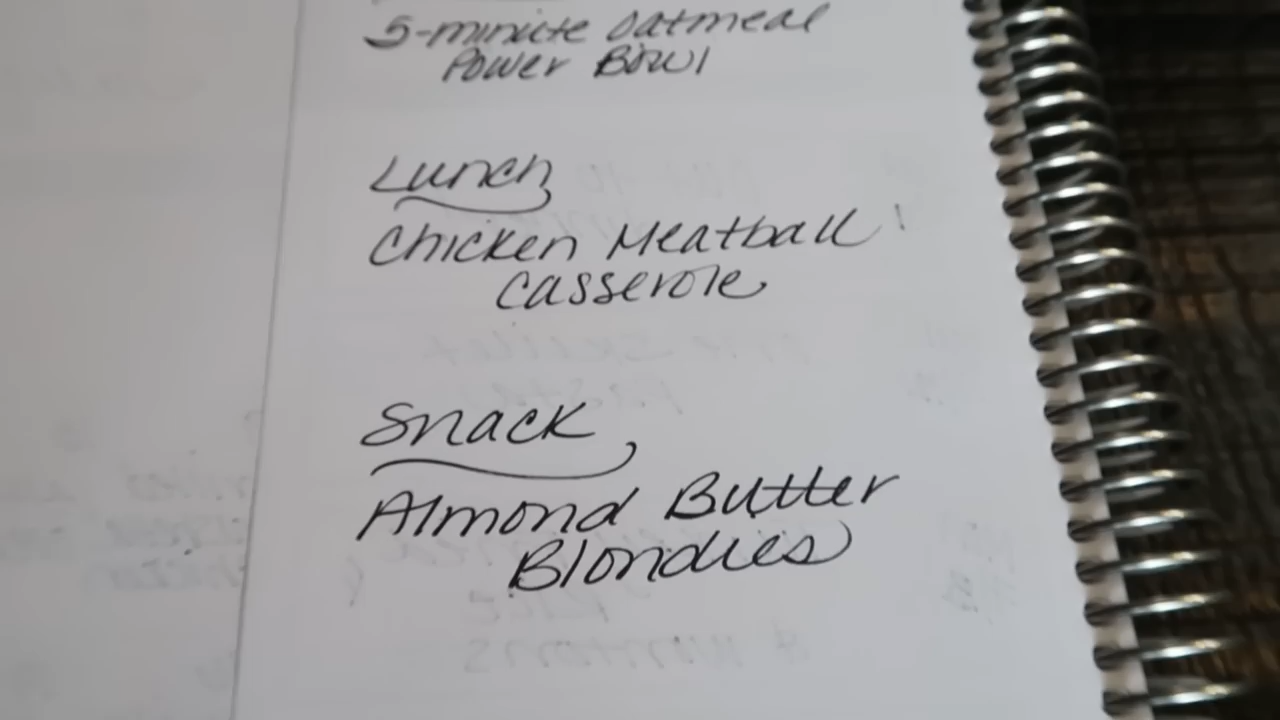 5-minute Oatmeal
Power Bowl
Lunch
Chicken Meatball
Casserole
Snack
Almond Butter
Blondies